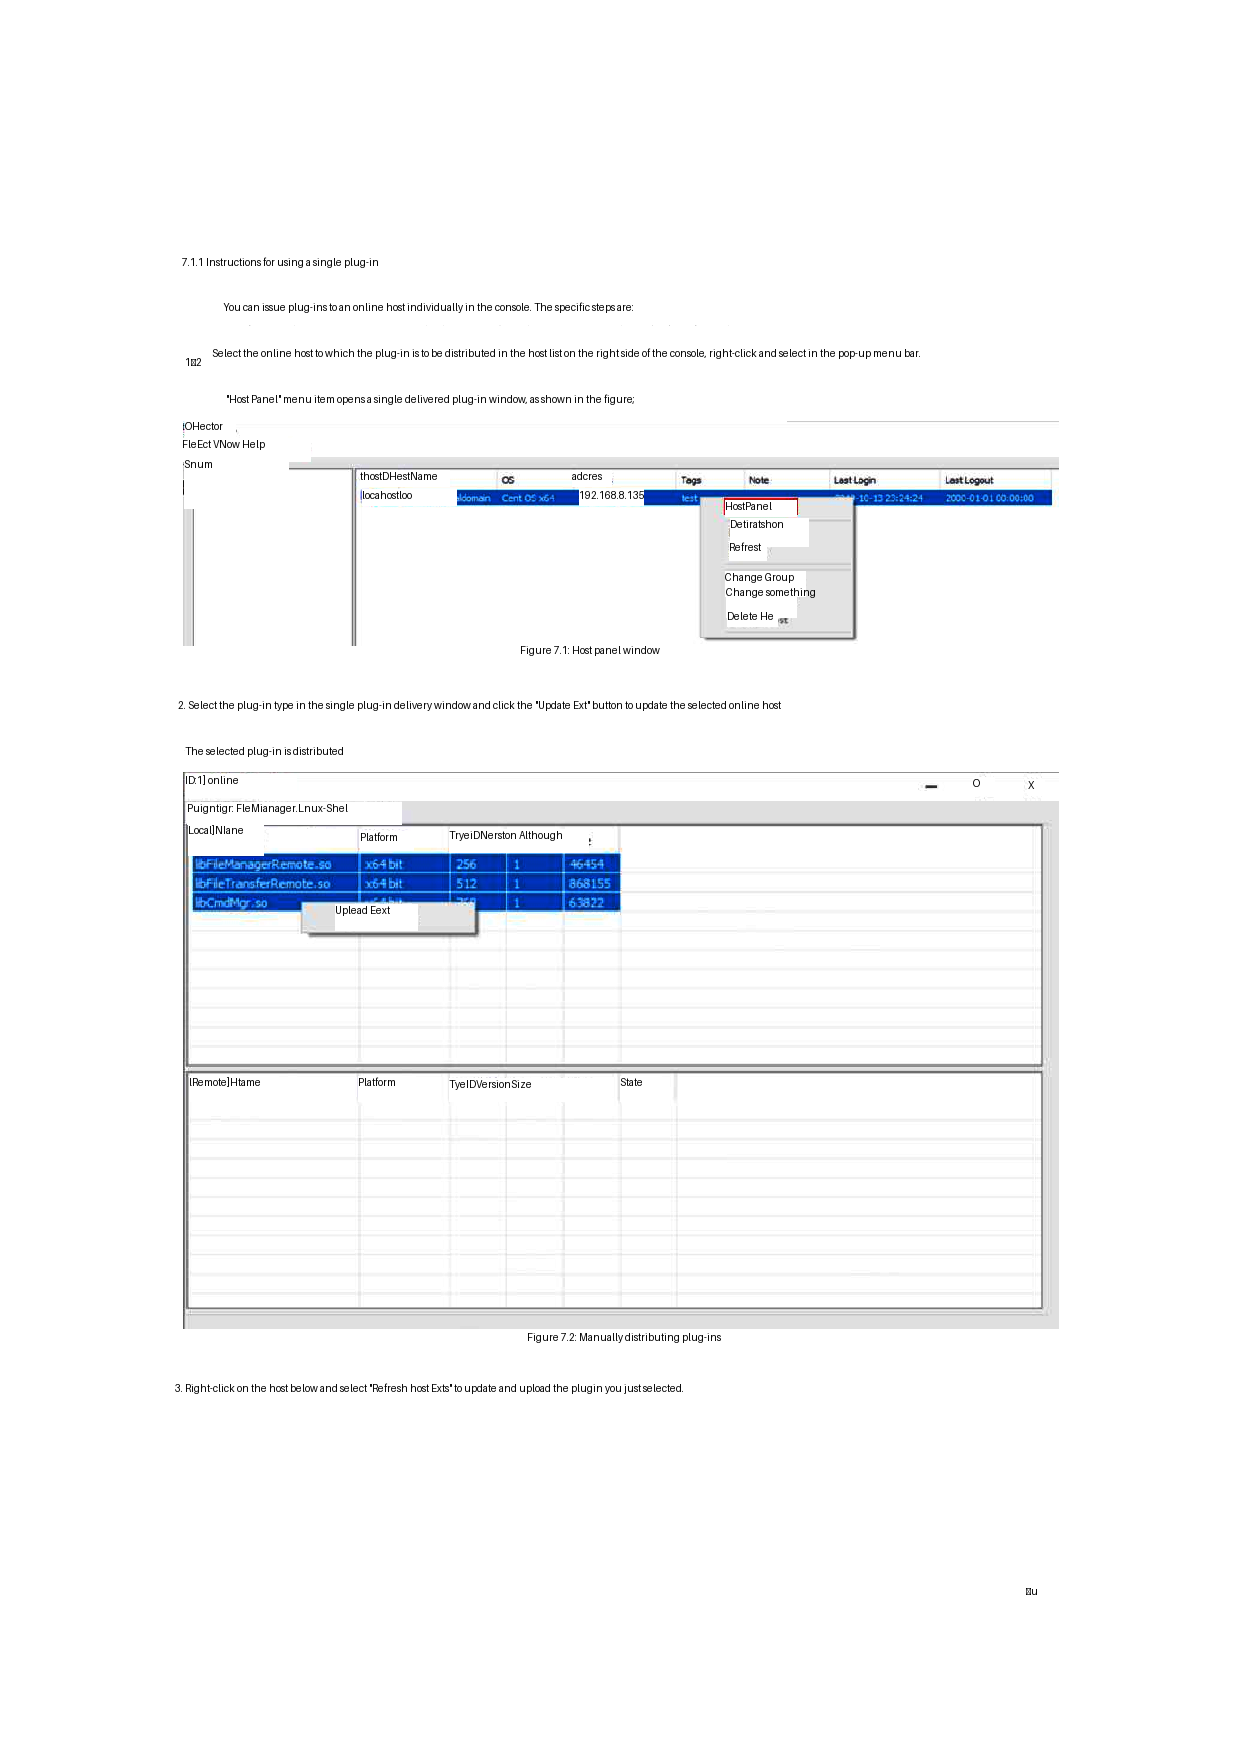 7.1.1 Instructions for using a single plug-in
You can issue plug-ins to an online host individually in the console. The specific steps are:
Select the online host to which the plug-in is to be distributed in the host list on the right side of the console, right-click and select in the pop-up menu bar.
1 2
"Host Panel" menu item opens a single delivered plug-in window, as shown in the figure;
OHector
FleEct VNow Help
Snum
thostDHestName OS adcres Tags Note Last Login Last Logout
locahostloo aldomain Cent OS x64 192.168.8.135 test -10-13 23:24:24 2000-01-01 00:00:00
HostPanel
Detiratshon
Refrest
Change Group
Change something
Delete He st
Figure 7.1: Host panel window
2. Select the plug-in type in the single plug-in delivery window and click the "Update Ext" button to update the selected online host
The selected plug-in is distributed
ID:1] online O X
Puigntigr: FleMianager.Lnux-Shel
Local]Nlane Platform TryeiDNerston Although
libFileManagerRemote.so x64 bit 256 1 46454
libFileTransferRemote.so x64 bit 512 1 868155
libCmdMgr.so 1 63822
Uplead Eext
[Remote]Htame Platform TyeIDVersionSize State
Figure 7.2: Manually distributing plug-ins
3. Right-click on the host below and select "Refresh host Exts" to update and upload the plugin you just selected.
u